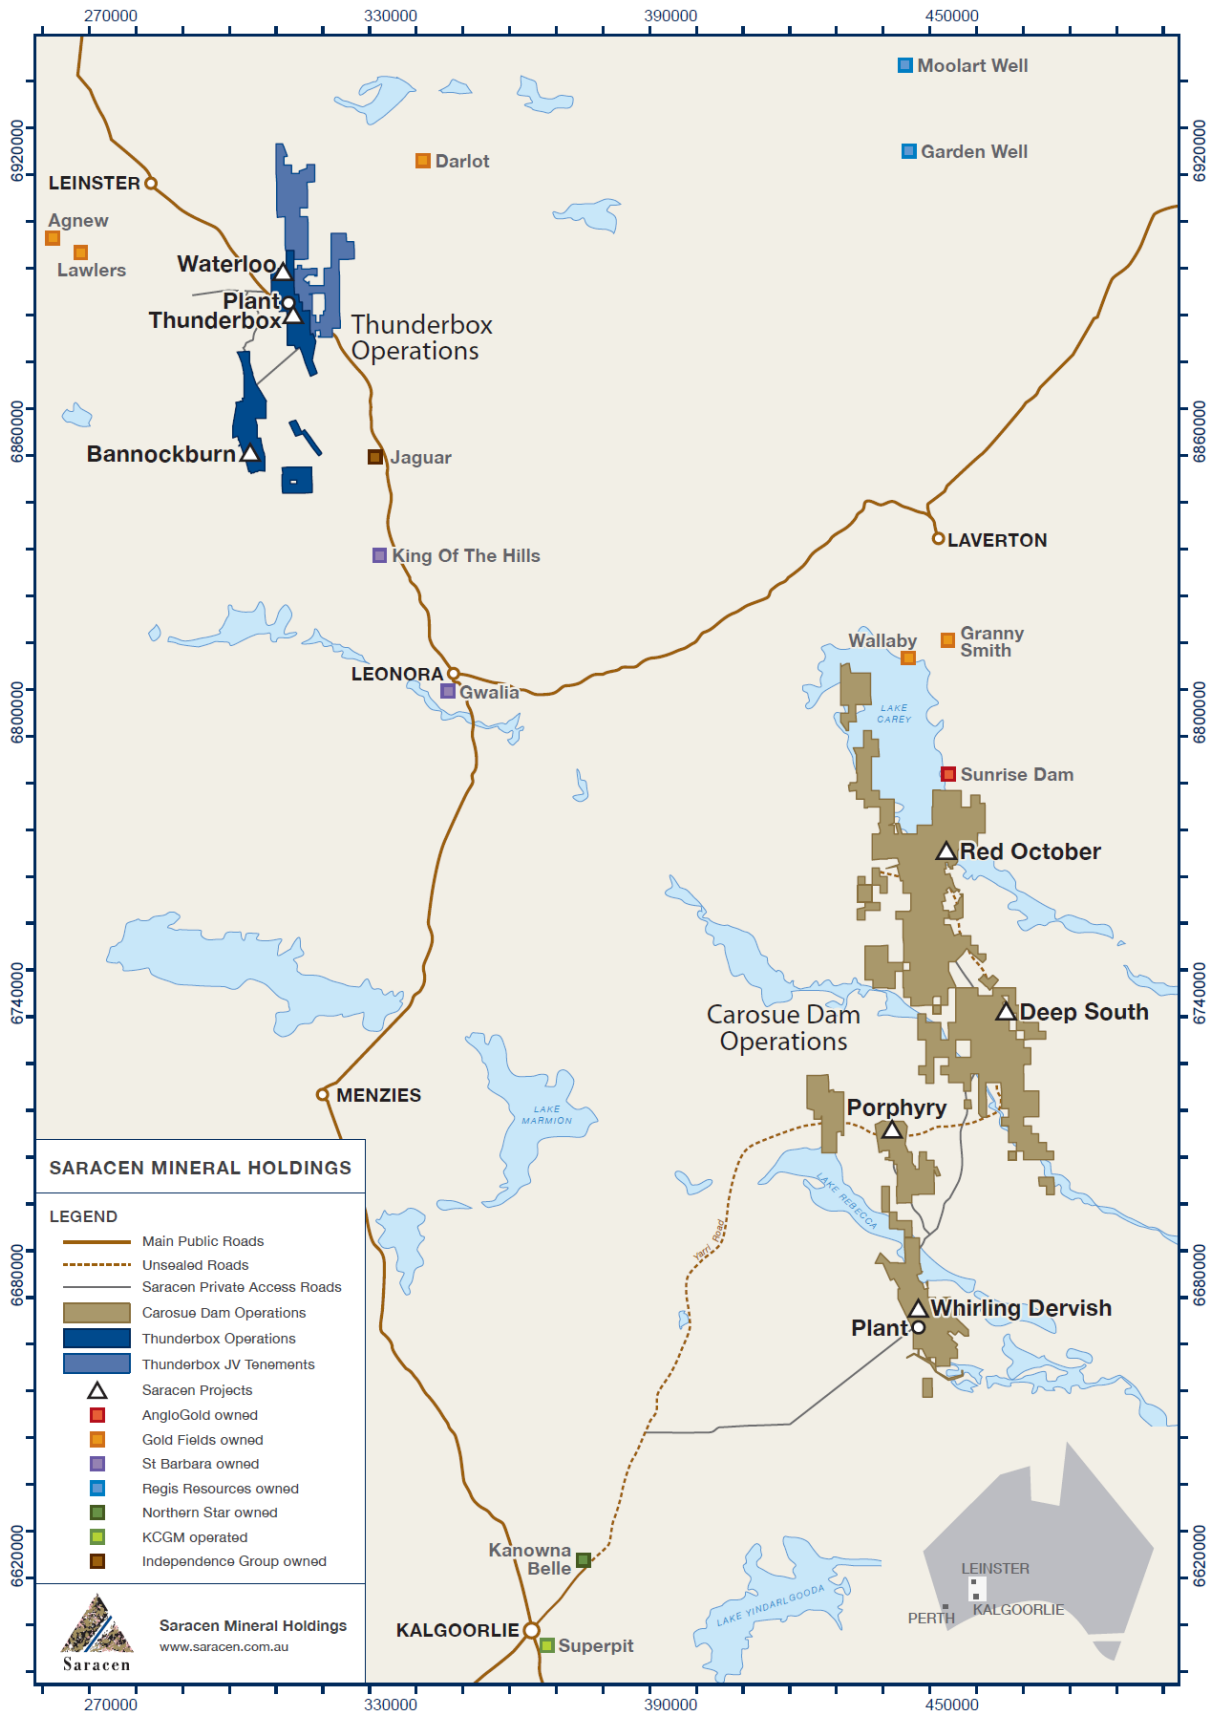 270000
330000
390000
450000
Moolart Well
6920000
6920000
Garden Well
Darlot
LEINSTER
Agnew
Lawlers
Waterloo
Plant
Thunderbox
Thunderbox
Operations
6860000
6860000
Bannockburn
Jaguar
LAVERTON
King Of The Hills
Wallaby
Granny
Smith
LEONORA
Gwalia
6800000
6800000
LAKE
CAREY
Sunrise Dam
Red October
6740000
6740000
Carosue Dam
Operations
Deep South
MENZIES
LAKE
MARMION
Porphyry
LAKE REBECCA
Yarri Road
6680000
6680000
Whirling Dervish
Plant
SARACEN MINERAL HOLDINGS
LEGEND
Main Public Roads
Unsealed Roads
Saracen Private Access Roads
Carosue Dam Operations
Thunderbox Operations
Thunderbox JV Tenements
Saracen Projects
AngloGold owned
Gold Fields owned
St Barbara owned
Regis Resources owned
Northern Star owned
KCGM operated
Independence Group owned
Saracen
Saracen Mineral Holdings
www.saracen.com.au
6620000
6620000
Kanowna
Belle
KALGOORLIE
Superpit
LAKE YINDARLGOODA
LEINSTER
PERTH
KALGOORLIE
270000
330000
390000
450000